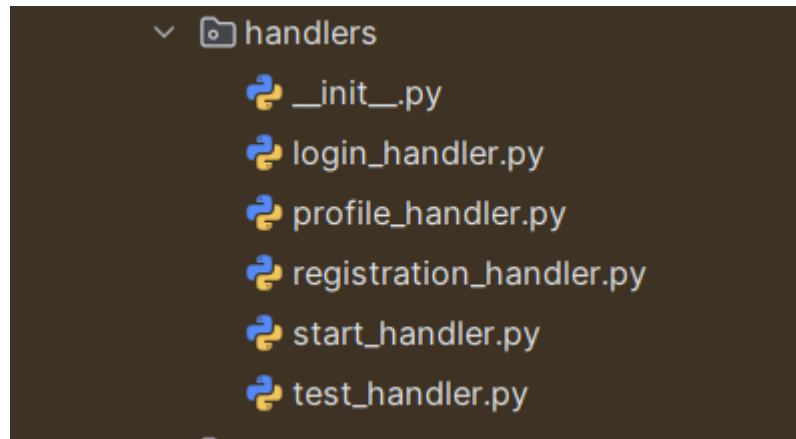 handlers
__init__.py
login_handler.py
profile_handler.py
registration_handler.py
start_handler.py
test_handler.py